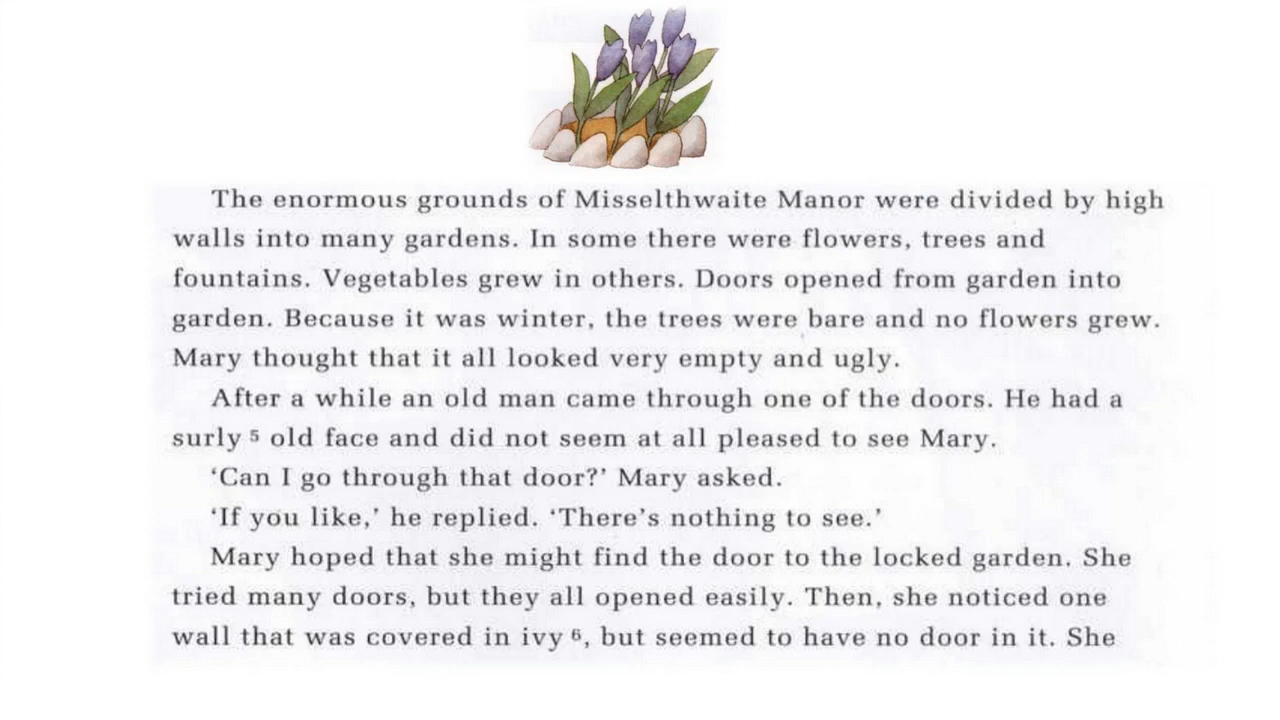 The enormous grounds of Misselthwaite Manor were divided by high
walls into many gardens. In some there were flowers, trees and
fountains. Vegetables grew in others. Doors opened from garden into
garden. Because it was winter, the trees were bare and no flowers grew.
Mary thought that it all looked very empty and ugly.
After a while an old man came through one of the doors. He had a
surly ⁵ old face and did not seem at all pleased to see Mary.
‘Can I go through that door?’ Mary asked.
‘If you like,’ he replied. ‘There’s nothing to see.’
Mary hoped that she might find the door to the locked garden. She
tried many doors, but they all opened easily. Then, she noticed one
wall that was covered in ivy ⁶, but seemed to have no door in it. She